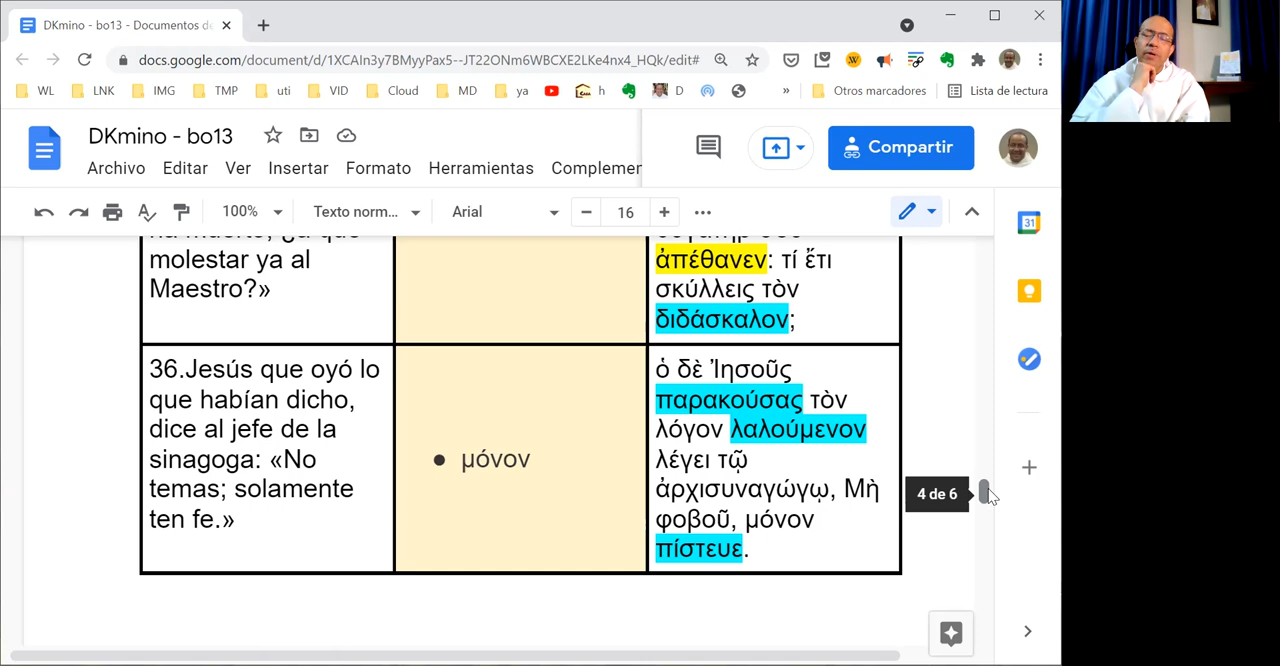 DKmino - bo13 - Documentos de
docs.google.com/document/d/1XCAIn3y7BMyyPax5--JT22ONm6WBCXE2LKe4nx4_HQk/edit#
WL LNK IMG TMP uti VID Cloud MD ya h D » Otros marcadores Lista de lectura
DKmino - bo13
Archivo Editar Ver Insertar Formato Herramientas Complemen
Compartir
100% Texto norm... Arial 16
31
molestar ya al
Maestro?»
ἀπέθανεν: τί ἔτι
σκύλλεις τὸν
διδάσκαλον;
36.Jesús que oyó lo
que habían dicho,
dice al jefe de la
sinagoga: «No
temas; solamente
ten fe.»
μόνον
ὁ δὲ Ἰησοῦς
παρακούσας τὸν
λόγον λαλούμενον
λέγει τῷ
ἀρχισυναγώγῳ, Μὴ
φοβοῦ, μόνον
πίστευε.
4 de 6